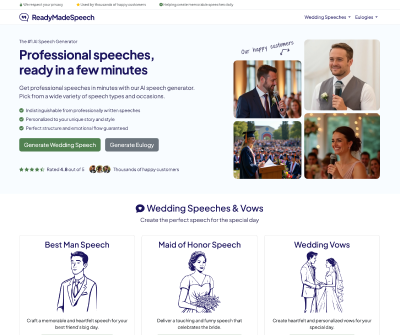 We respect your privacy
Used by thousands of happy customers
Helping create memorable speeches daily
ReadyMadeSpeech
Wedding Speeches
Eulogies
The #1 AI Speech Generator
Professional speeches,
ready in a few minutes
Get professional speeches in minutes with our AI speech generator.
Pick from a wide variety of speech types and occasions.
Indistinguishable from professionally written speeches
Personalized to your unique story and style
Perfect structure and emotional flow guaranteed
Generate Wedding Speech
Generate Eulogy
Rated 4.8 out of 5
Thousands of happy customers
Our happy customers
Wedding Speeches & Vows
Create the perfect speech for the special day
Best Man Speech
Craft a memorable and heartfelt speech for your
best friend's big day.
Maid of Honor Speech
Deliver a touching and funny speech that
celebrates the bride.
Wedding Vows
Create heartfelt and personalized vows for your
special day.